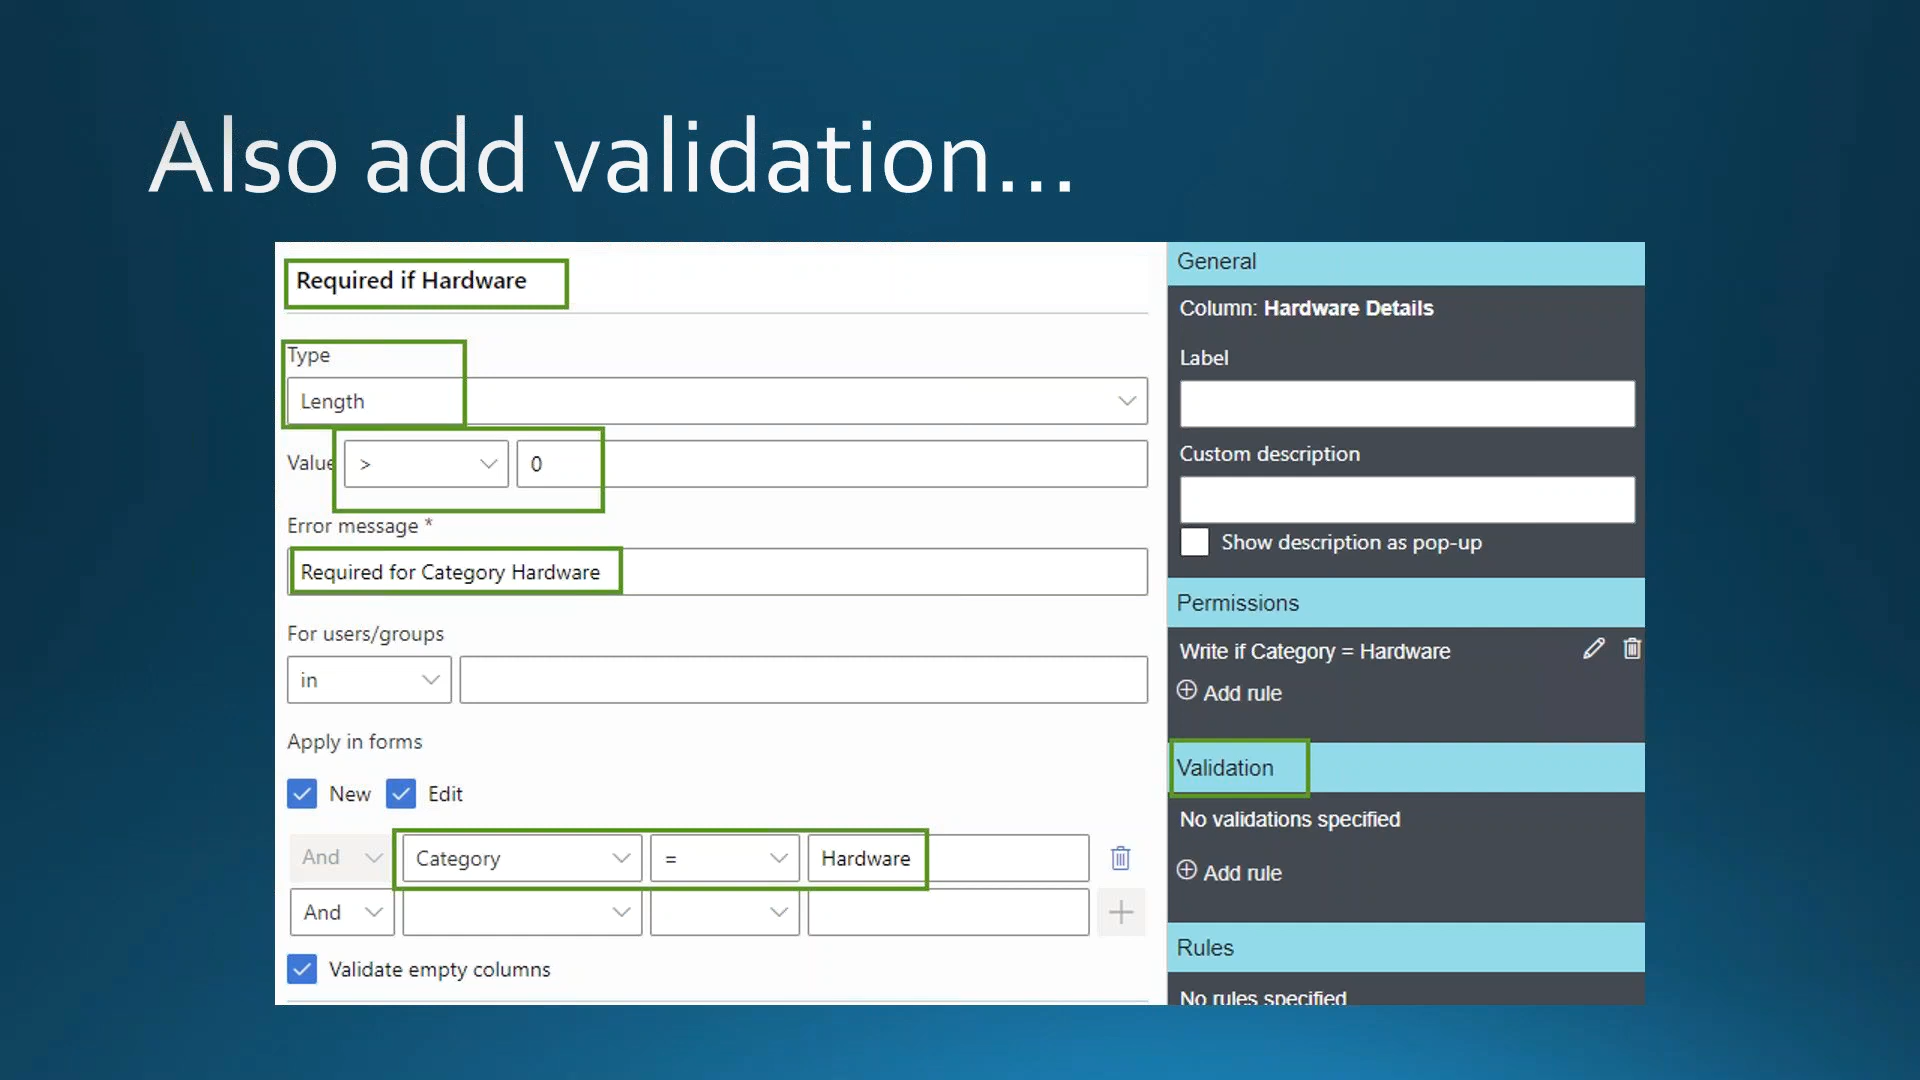 Also add validation...
Required if Hardware
Type
Length
Value > 0
Error message *
Required for Category Hardware
For users/groups
in
Apply in forms
New Edit
And Category = Hardware
And
Validate empty columns
General
Column: Hardware Details
Label
Custom description
Show description as pop-up
Permissions
Write if Category = Hardware
Add rule
Validation
No validations specified
Add rule
Rules
No rules specified